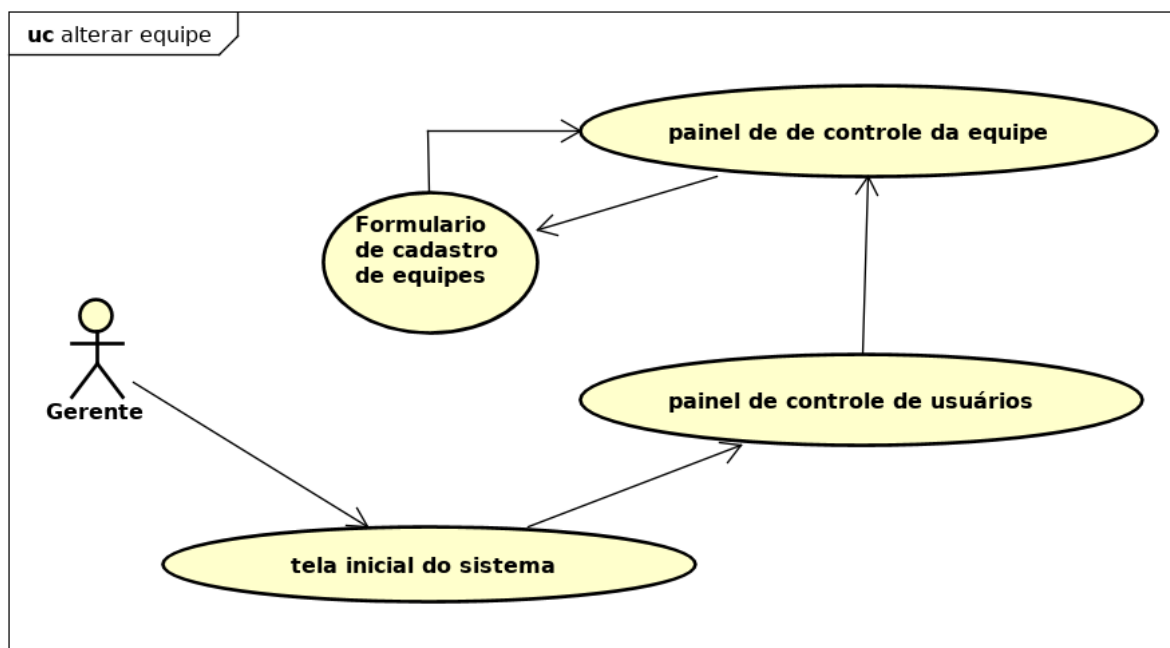 uc alterar equipe
painel de de controle da equipe
Formulario
de cadastro
de equipes
Gerente
painel de controle de usuários
tela inicial do sistema